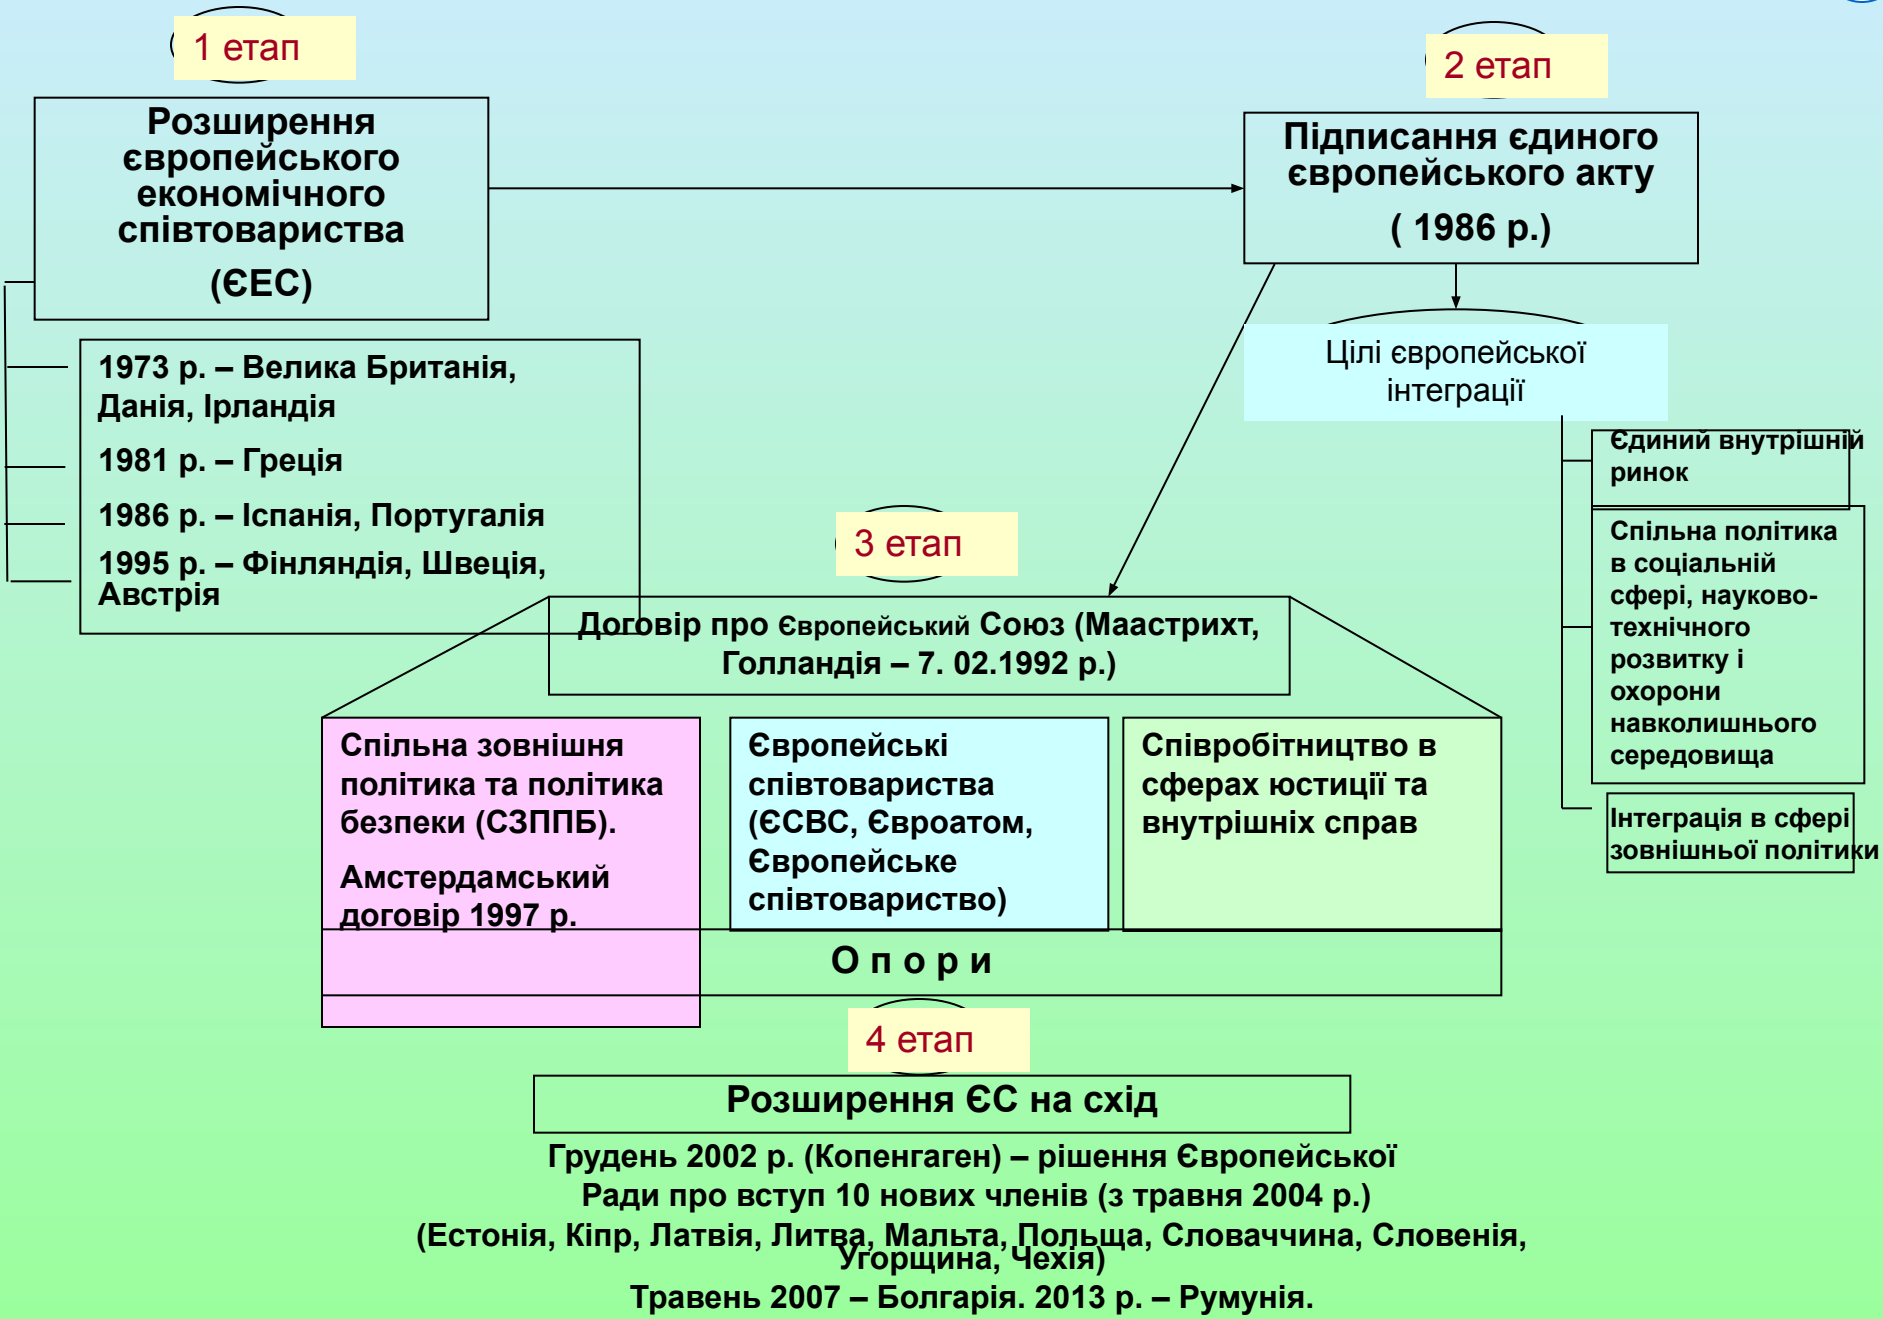 1 етап
Розширення
європейського
економічного
співтовариства
(ЄЕС)
1973 р. – Велика Британія,
Данія, Ірландія
1981 р. – Греція
1986 р. – Іспанія, Португалія
1995 р. – Фінляндія, Швеція,
Австрія
2 етап
Підписання єдиного
європейського акту
( 1986 р.)
Цілі європейської
інтеграції
Єдиний внутрішній
ринок
Спільна політика
в соціальній
сфері, науково-
технічного
розвитку і
охорони
навколишнього
середовища
Інтеграція в сфері
зовнішньої політики
3 етап
Договір про Європейський Союз (Маастрихт,
Голландія – 7. 02.1992 р.)
Спільна зовнішня
політика та політика
безпеки (СЗППБ).
Амстердамський
договір 1997 р.
Європейські
співтовариства
(ЄСВС, Євроатом,
Європейське
співтовариство)
Співробітництво в
сферах юстиції та
внутрішніх справ
О п о р и
4 етап
Розширення ЄС на схід
Грудень 2002 р. (Копенгаген) – рішення Європейської
Ради про вступ 10 нових членів (з травня 2004 р.)
(Естонія, Кіпр, Латвія, Литва, Мальта, Польща, Словаччина, Словенія,
Угорщина, Чехія)
Травень 2007 – Болгарія. 2013 р. – Румунія.